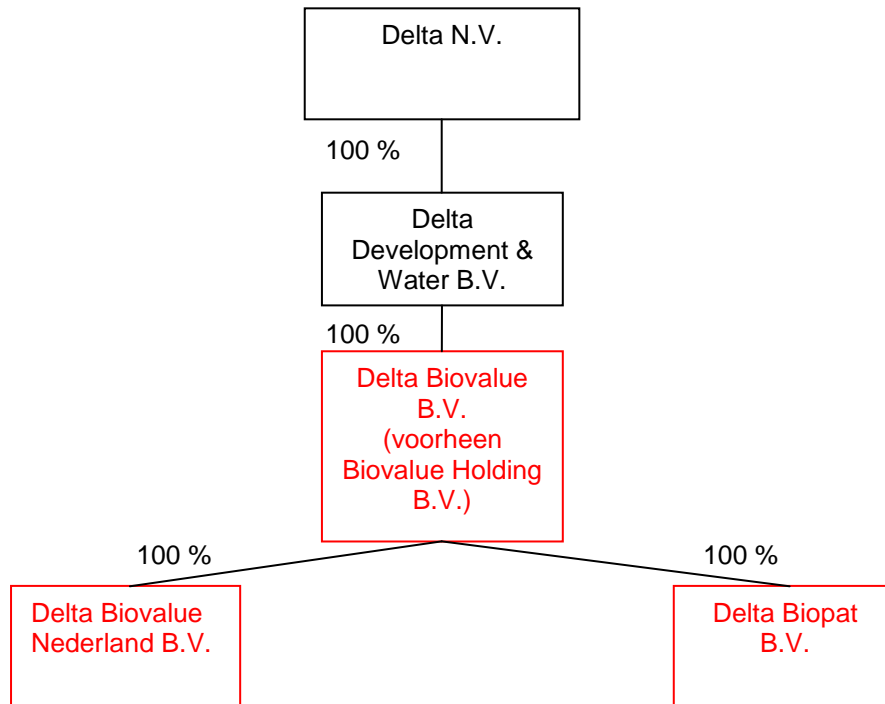 Delta N.V.
100 %
Delta
Development &
Water B.V.
100 %
Delta Biovalue
B.V.
(voorheen
Biovalue Holding
B.V.)
100 %
100 %
Delta Biovalue
Nederland B.V.
Delta Biopat
B.V.